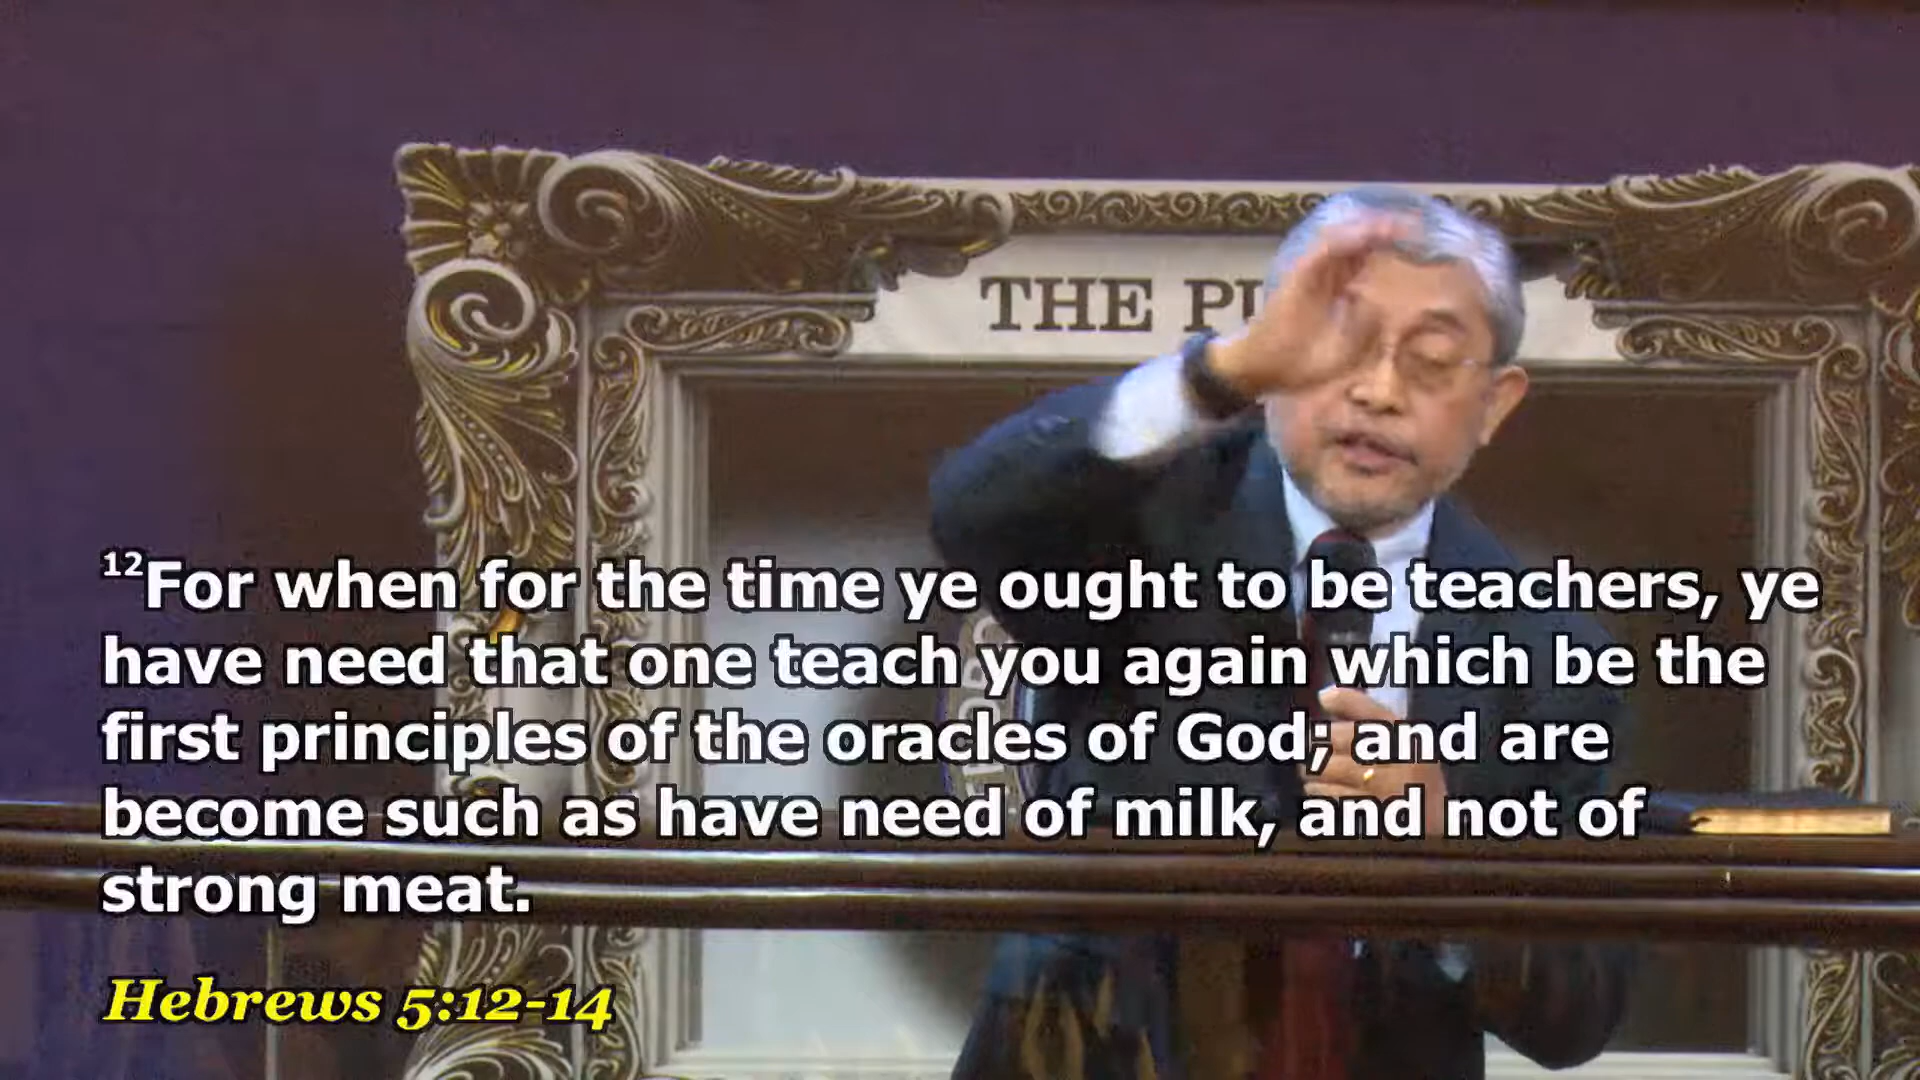 THE PU
12For when for the time ye ought to be teachers, ye
have need that one teach you again which be the
first principles of the oracles of God; and are
become such as have need of milk, and not of
strong meat.
Hebrews 5:12-14